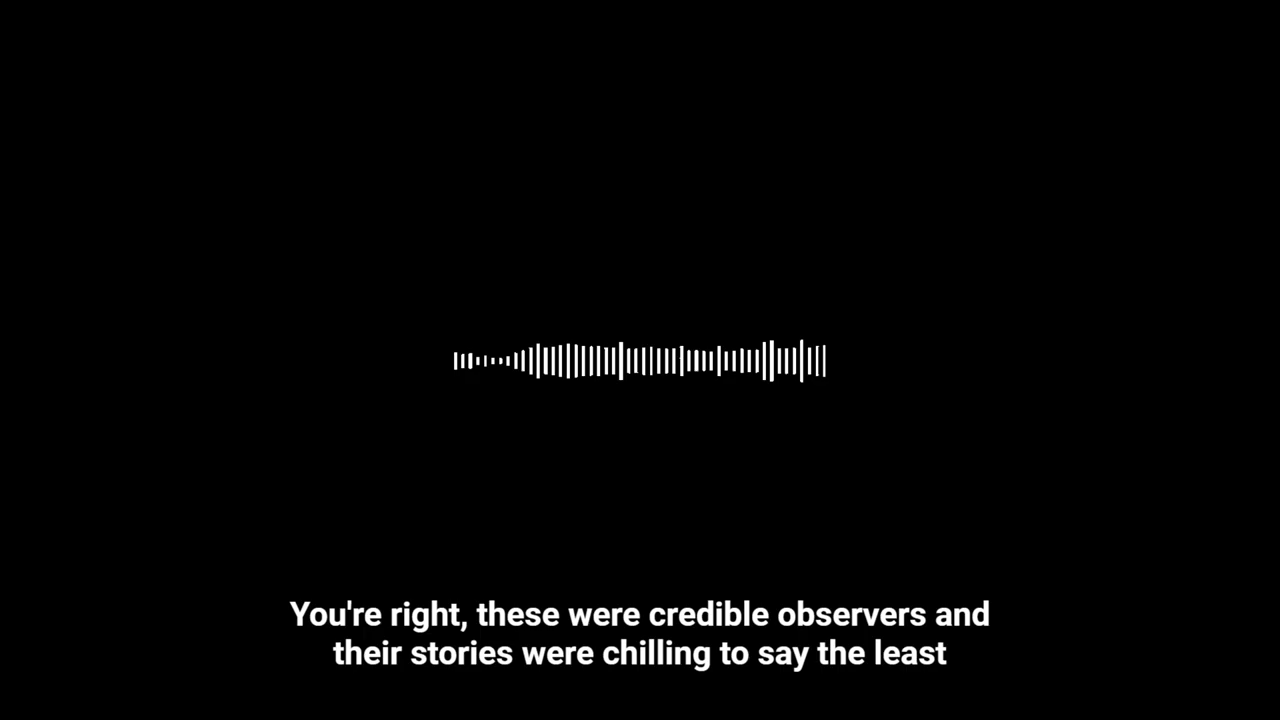 You're right, these were credible observers and
their stories were chilling to say the least